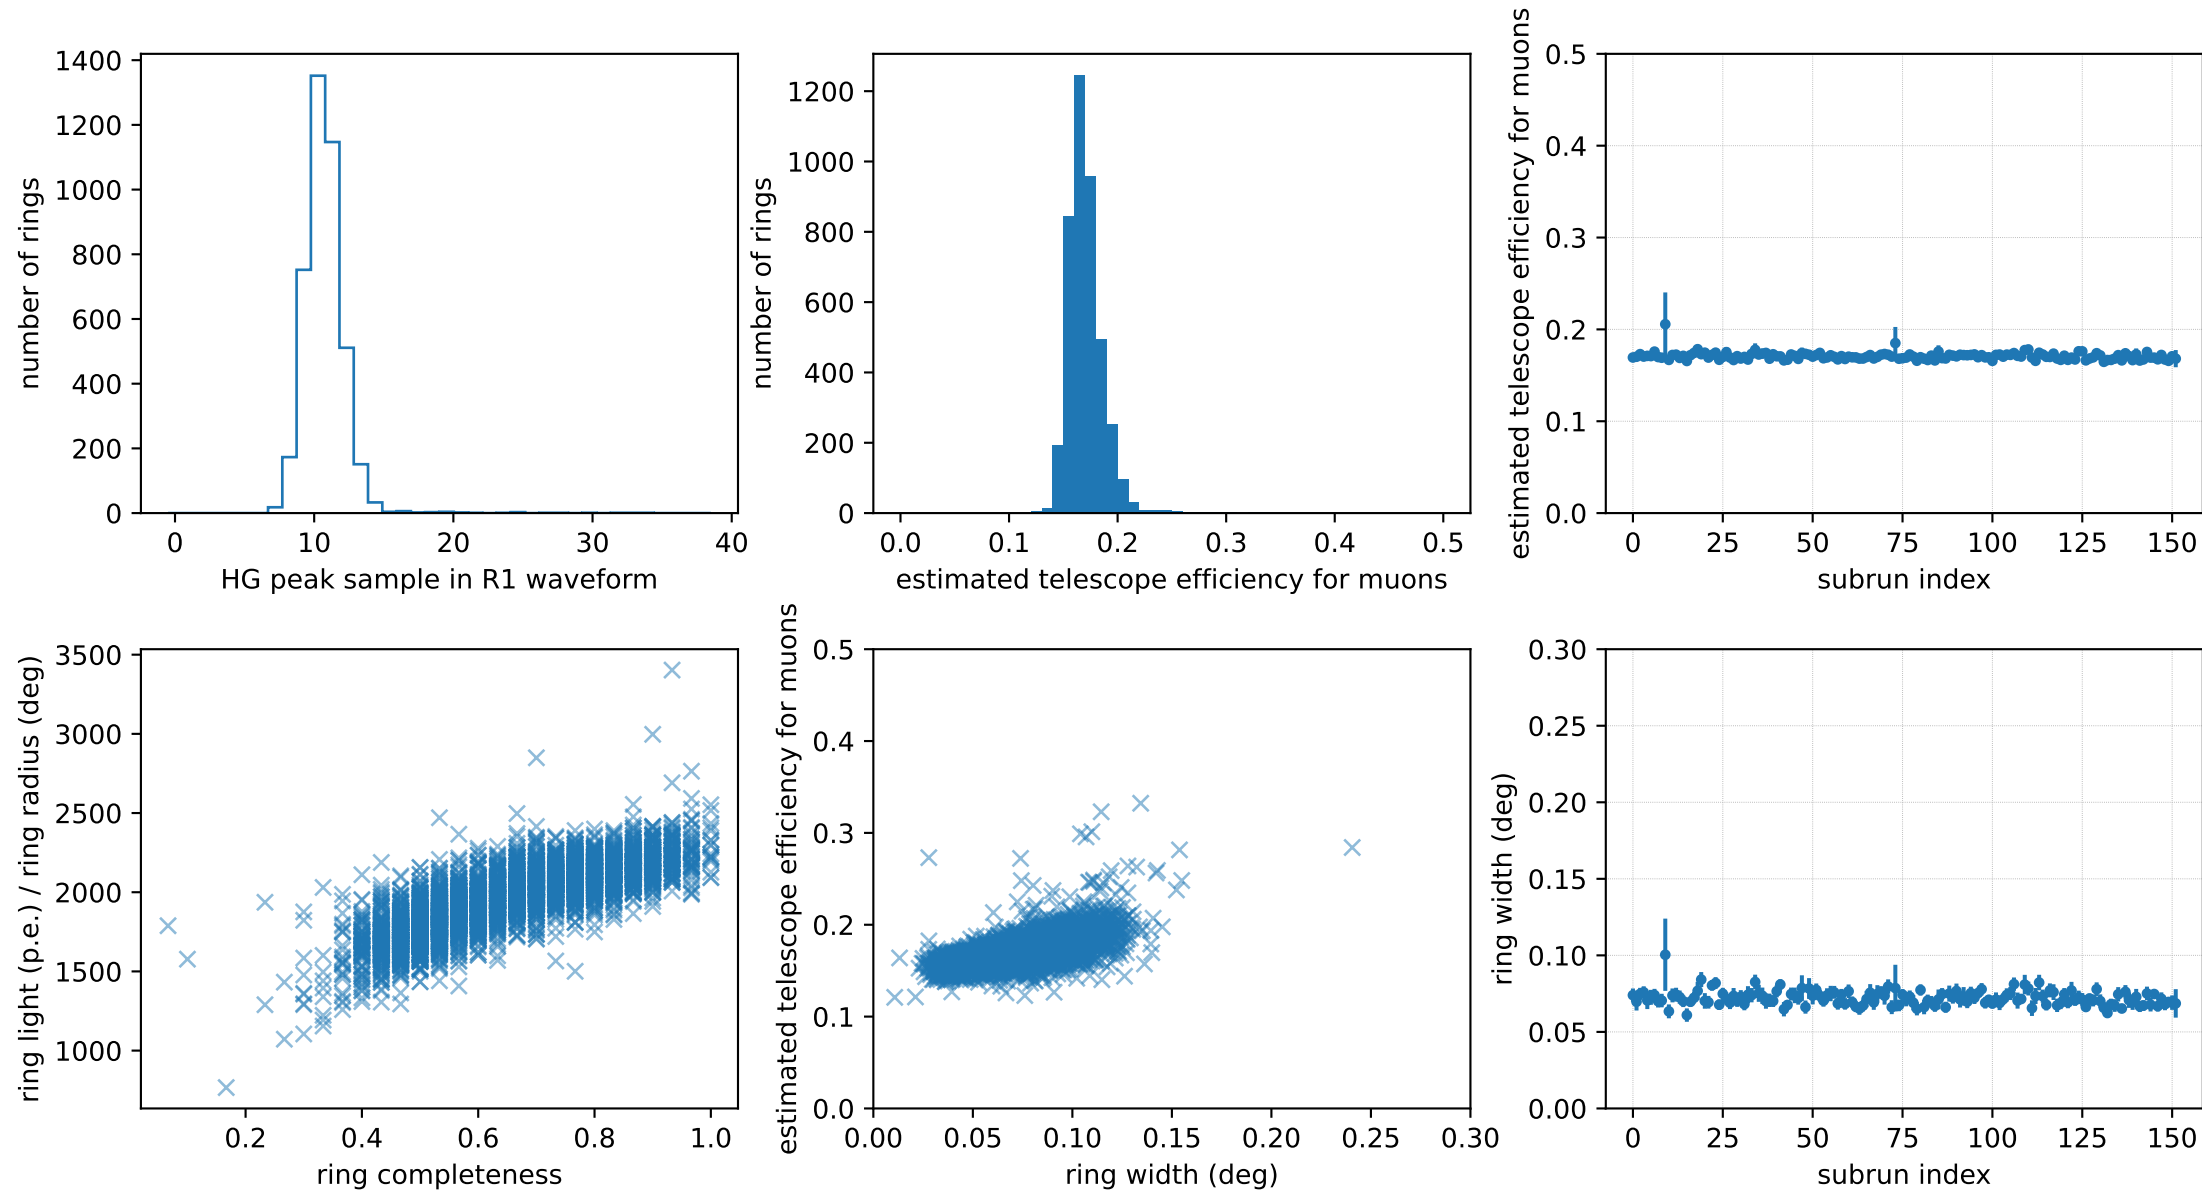 number of rings
1400
1200
1000
800
600
400
200
0
0 10 20 30 40
HG peak sample in R1 waveform
number of rings
1200
1000
800
600
400
200
0
0.0 0.1 0.2 0.3 0.4 0.5
estimated telescope efficiency for muons
estimated telescope efficiency for muons
0.5
0.4
0.3
0.2
0.1
0.0
0 25 50 75 100 125 150
subrun index
ring light (p.e.) / ring radius (deg)
3500
3000
2500
2000
1500
1000
0.2 0.4 0.6 0.8 1.0
ring completeness
estimated telescope efficiency for muons
0.5
0.4
0.3
0.2
0.1
0.0
0.00 0.05 0.10 0.15 0.20 0.25 0.30
ring width (deg)
ring width (deg)
0.30
0.25
0.20
0.15
0.10
0.05
0.00
0 25 50 75 100 125 150
subrun index